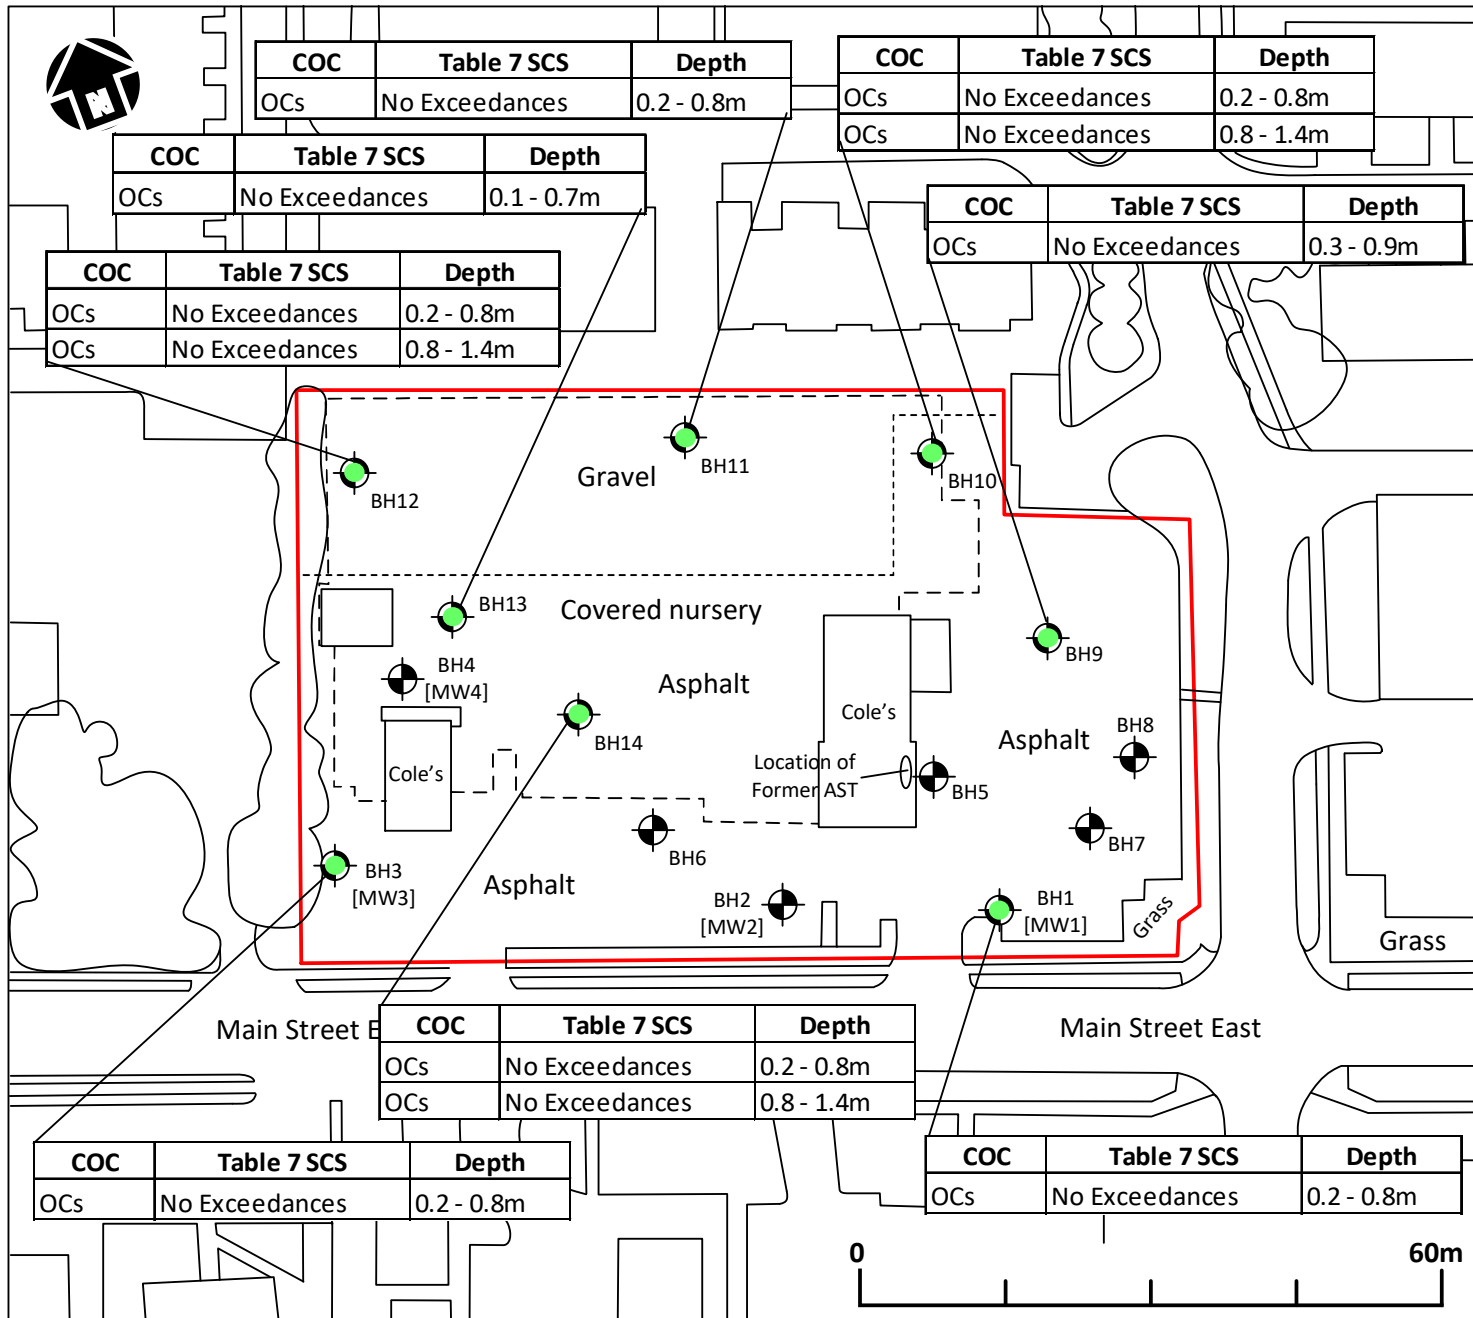 N
COC Table 7 SCS Depth
OCs No Exceedances 0.2 - 0.8m
COC Table 7 SCS Depth
OCs No Exceedances 0.2 - 0.8m
OCs No Exceedances 0.8 - 1.4m
COC Table 7 SCS Depth
OCs No Exceedances 0.1 - 0.7m
COC Table 7 SCS Depth
OCs No Exceedances 0.3 - 0.9m
COC Table 7 SCS Depth
OCs No Exceedances 0.2 - 0.8m
OCs No Exceedances 0.8 - 1.4m
BH12
Gravel
BH11
BH10
BH13
Covered nursery
BH9
BH4
[MW4]
Asphalt
BH14
Cole's
Cole's
Asphalt
BH8
Location of
Former AST
BH5
BH7
BH6
BH3
[MW3]
Asphalt
BH2
[MW2]
BH1
[MW1]
Grass
Grass
Main Street E
Main Street East
COC Table 7 SCS Depth
OCs No Exceedances 0.2 - 0.8m
OCs No Exceedances 0.8 - 1.4m
COC Table 7 SCS Depth
OCs No Exceedances 0.2 - 0.8m
COC Table 7 SCS Depth
OCs No Exceedances 0.2 - 0.8m
0 60m